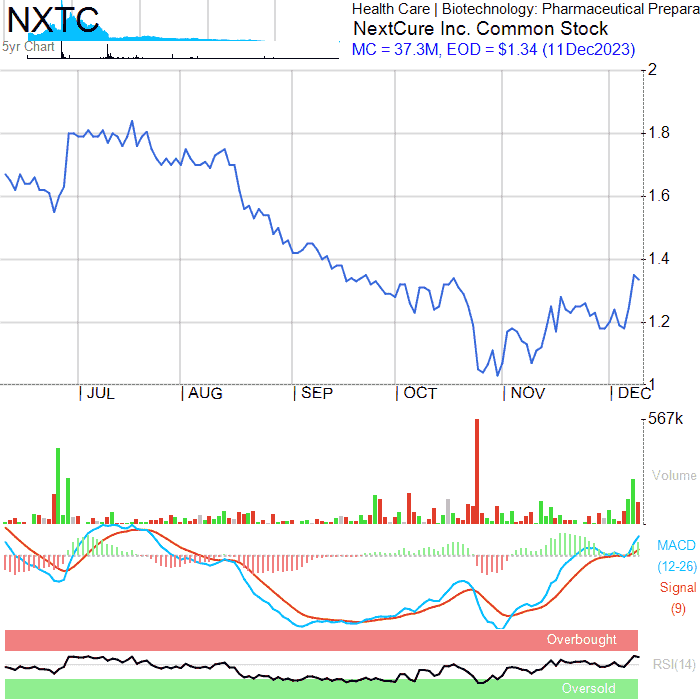 NXTC
Health Care | Biotechnology: Pharmaceutical Prepara
NextCure Inc. Common Stock
5yr Chart
MC = 37.3M, EOD = $1.34 (11Dec2023)
2
1.8
1.6
1.4
1.2
1
| JUL | AUG | SEP | OCT | NOV | DEC
567k
Volume
MACD
(12-26)
Signal
(9)
Overbought
RSI(14)
Oversold